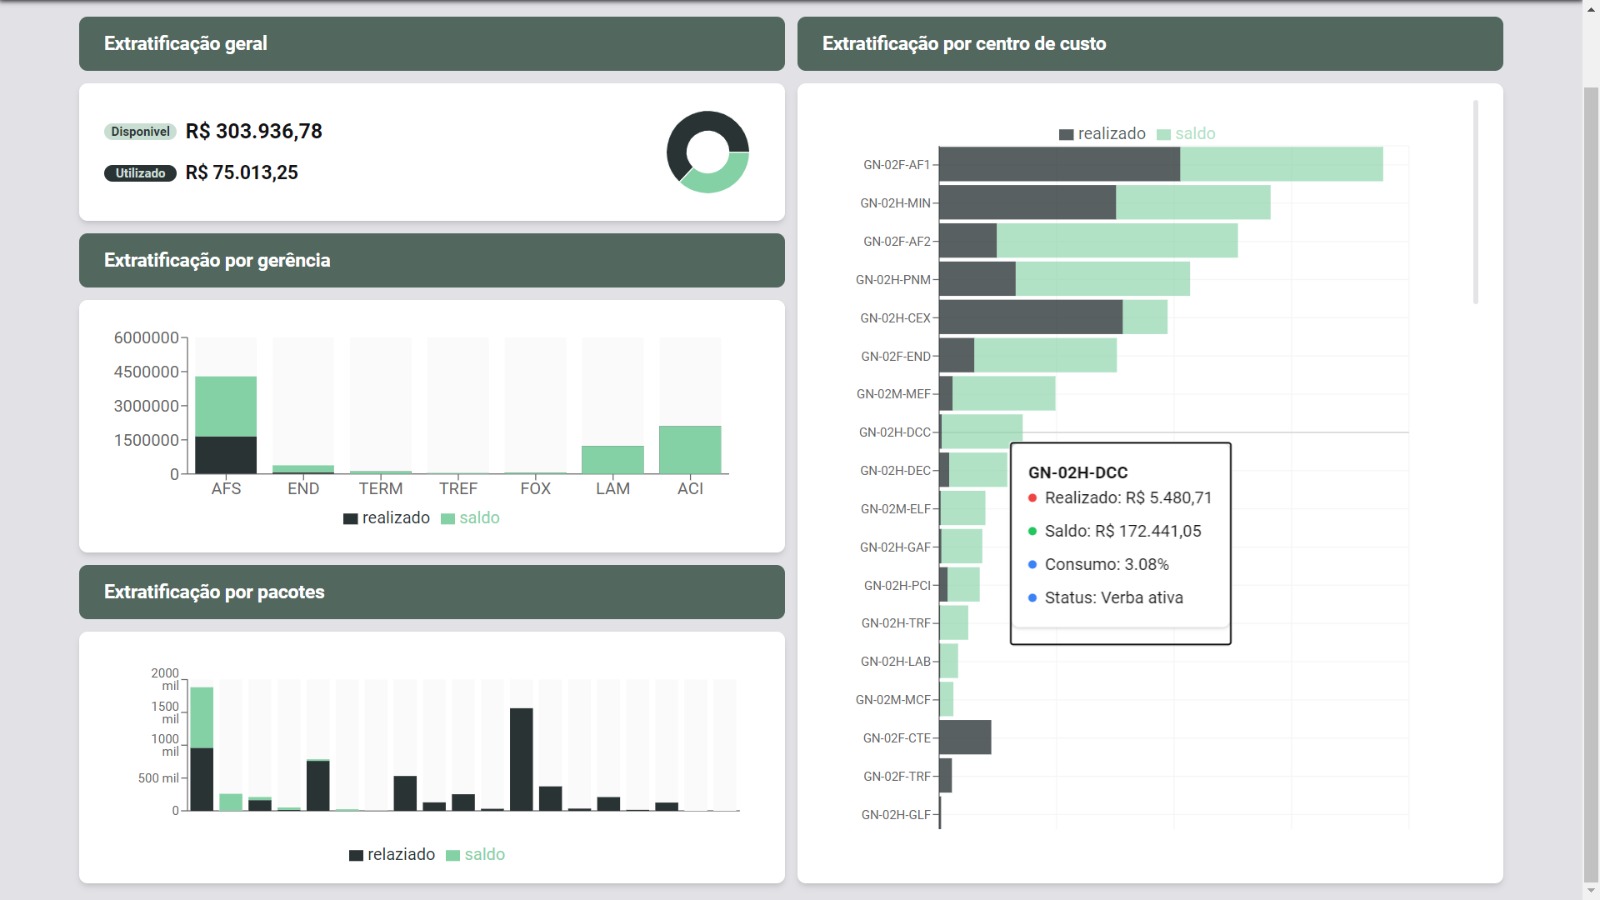 Extratificação geral
Disponivel R$ 303.936,78
Utilizado R$ 75.013,25
Extratificação por gerência
6000000
4500000
3000000
1500000
0
AFS END TERM TREF FOX LAM ACI
realizado saldo
Extratificação por pacotes
2000
mil
1500
mil
1000
mil
500 mil
0
relaziado saldo
Extratificação por centro de custo
realizado saldo
GN-02F-AF1
GN-02H-MIN
GN-02F-AF2
GN-02H-PNM
GN-02H-CEX
GN-02F-END
GN-02M-MEF
GN-02H-DCC
GN-02H-DEC
GN-02M-ELF
GN-02H-GAF
GN-02H-PCI
GN-02H-TRF
GN-02H-LAB
GN-02M-MCF
GN-02F-CTE
GN-02F-TRF
GN-02H-GLF
GN-02H-DCC
Realizado: R$ 5.480,71
Saldo: R$ 172.441,05
Consumo: 3.08%
Status: Verba ativa